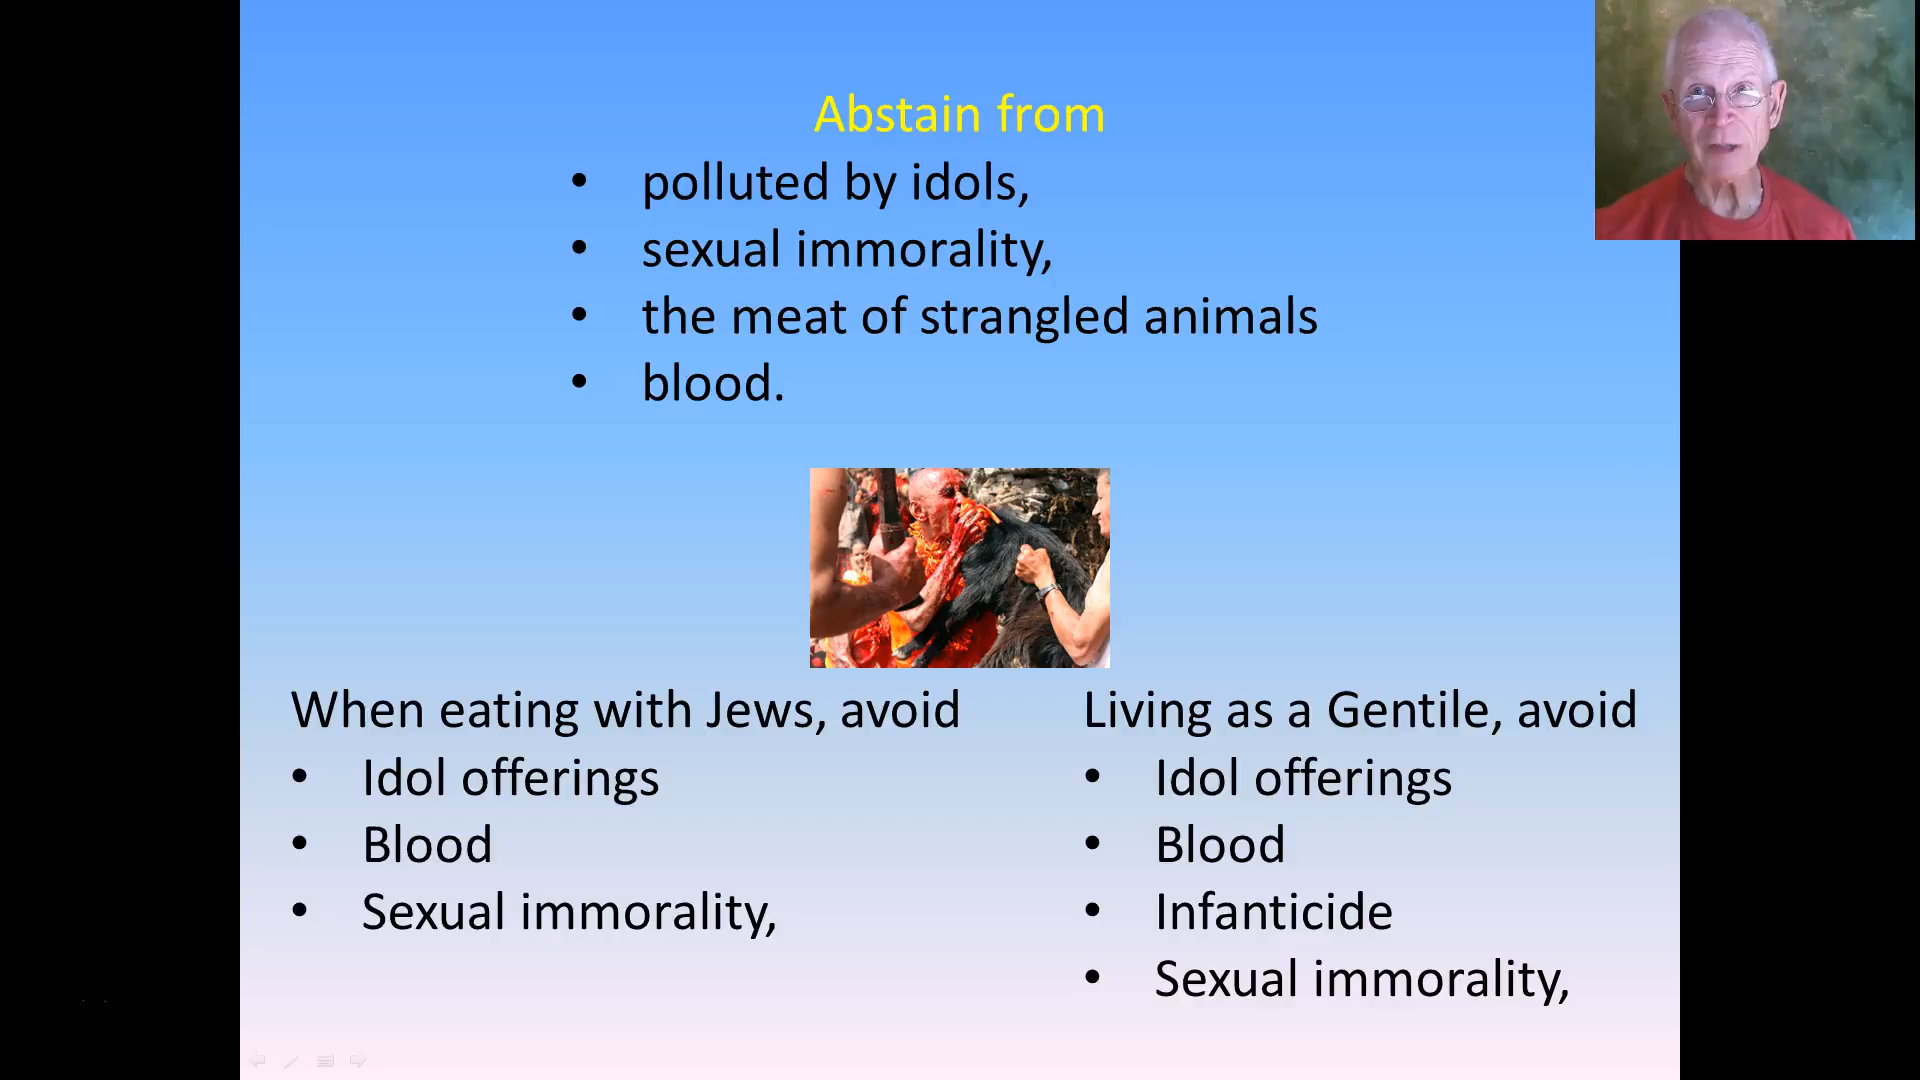 Abstain from
• polluted by idols,
• sexual immorality,
• the meat of strangled animals
• blood.
When eating with Jews, avoid
• Idol offerings
• Blood
• Sexual immorality,
Living as a Gentile, avoid
• Idol offerings
• Blood
• Infanticide
• Sexual immorality,